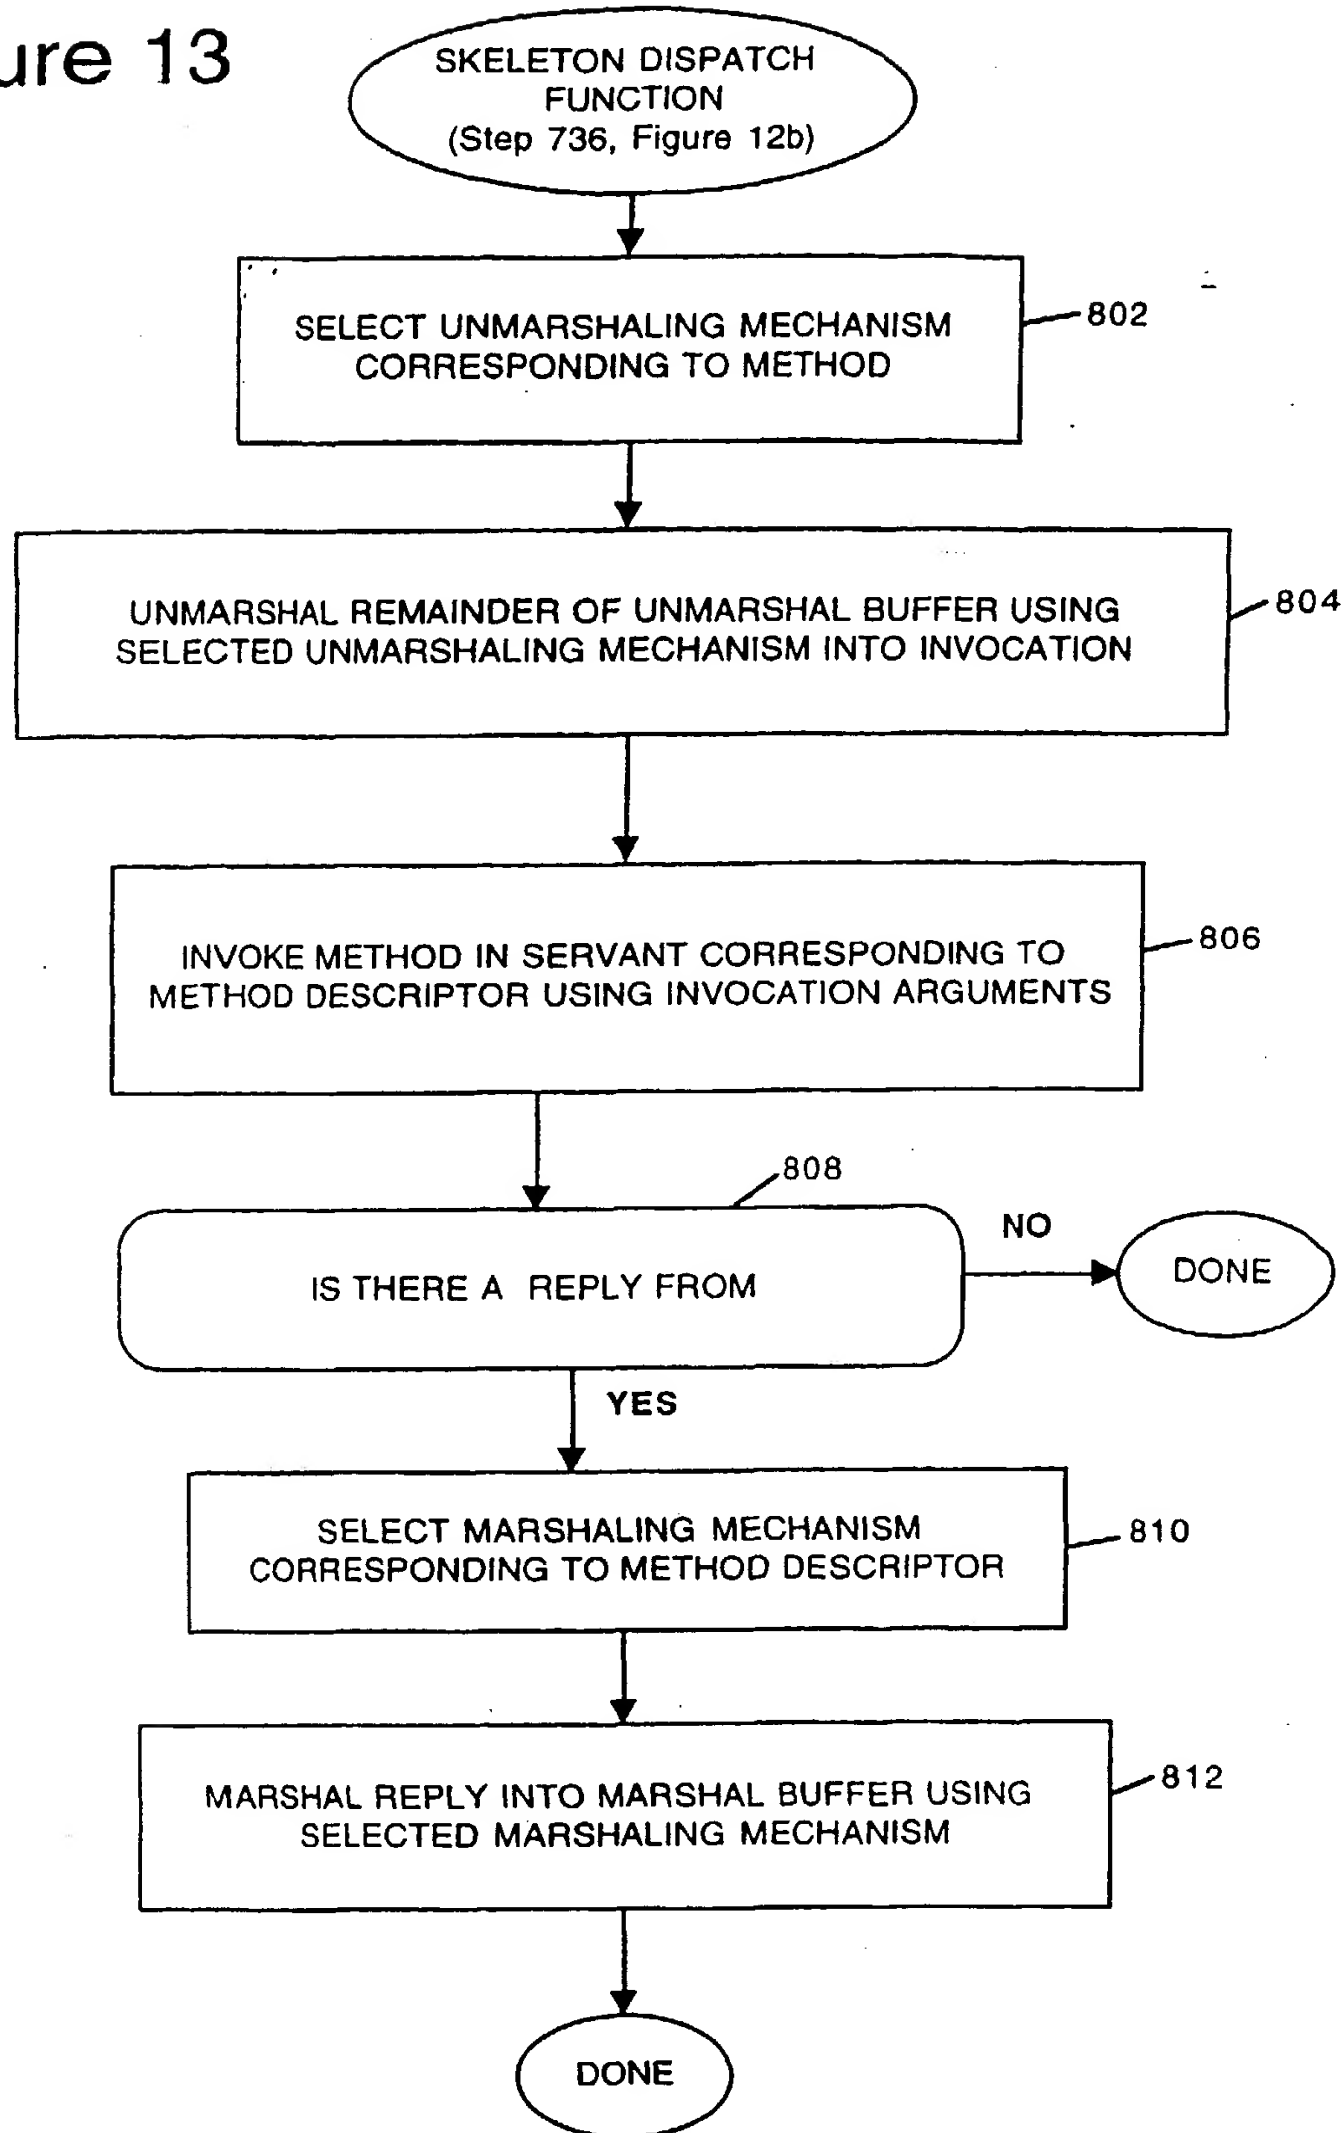 ure 13
SKELETON DISPATCH
FUNCTION
(Step 736, Figure 12b)
SELECT UNMARSHALING MECHANISM
CORRESPONDING TO METHOD
802
UNMARSHAL REMAINDER OF UNMARSHAL BUFFER USING
SELECTED UNMARSHALING MECHANISM INTO INVOCATION
804
INVOKE METHOD IN SERVANT CORRESPONDING TO
METHOD DESCRIPTOR USING INVOCATION ARGUMENTS
806
808
IS THERE A REPLY FROM
NO
DONE
YES
SELECT MARSHALING MECHANISM
CORRESPONDING TO METHOD DESCRIPTOR
810
MARSHAL REPLY INTO MARSHAL BUFFER USING
SELECTED MARSHALING MECHANISM
812
DONE